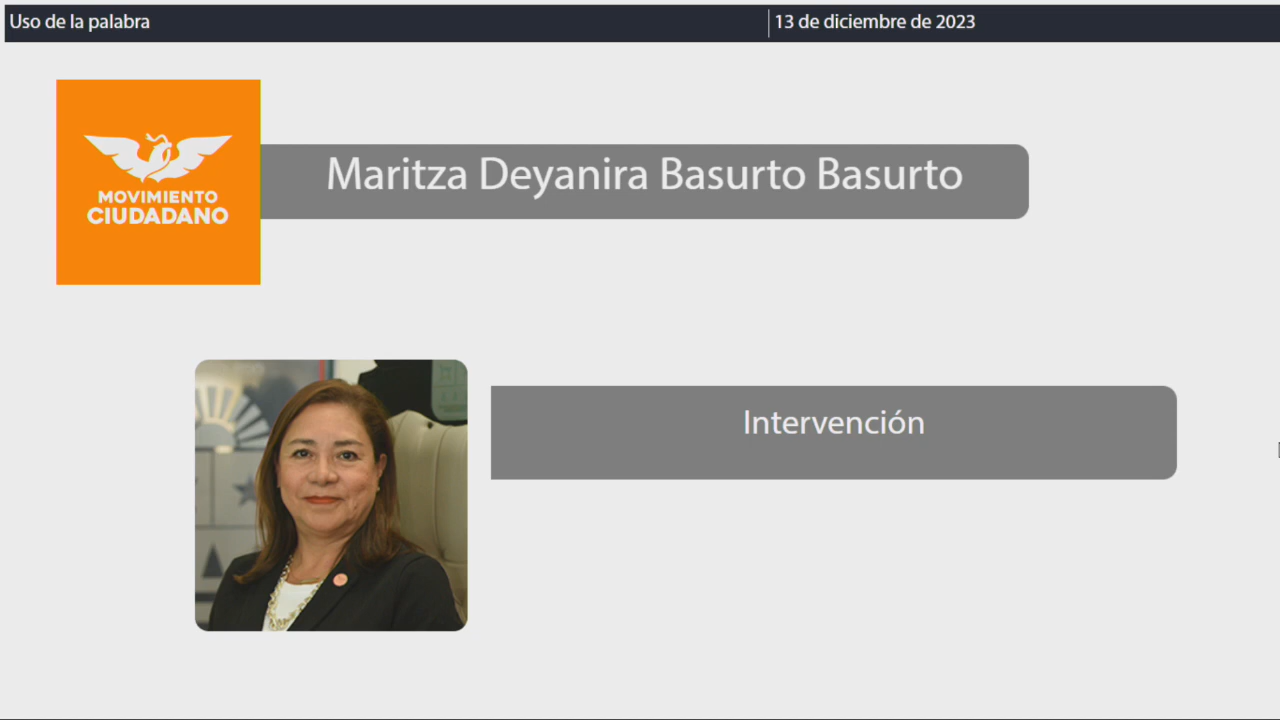 Uso de la palabra
13 de diciembre de 2023
MOVIMIENTO
CIUDADANO
Maritza Deyanira Basurto Basurto
Intervención